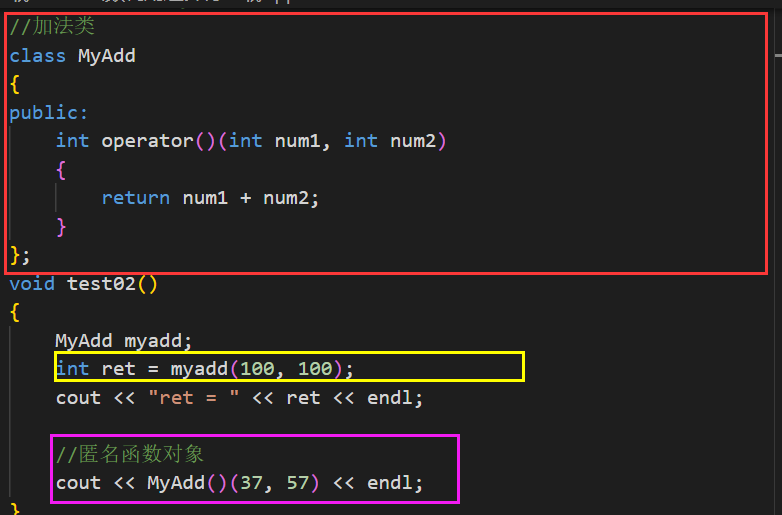 //加法类
class MyAdd
{
public:
    int operator()(int num1, int num2)
    {
        return num1 + num2;
    }
};
void test02()
{
    MyAdd myadd;
    int ret = myadd(100, 100);
    cout << "ret = " << ret << endl;

    //匿名函数对象
    cout << MyAdd()(37, 57) << endl;
}